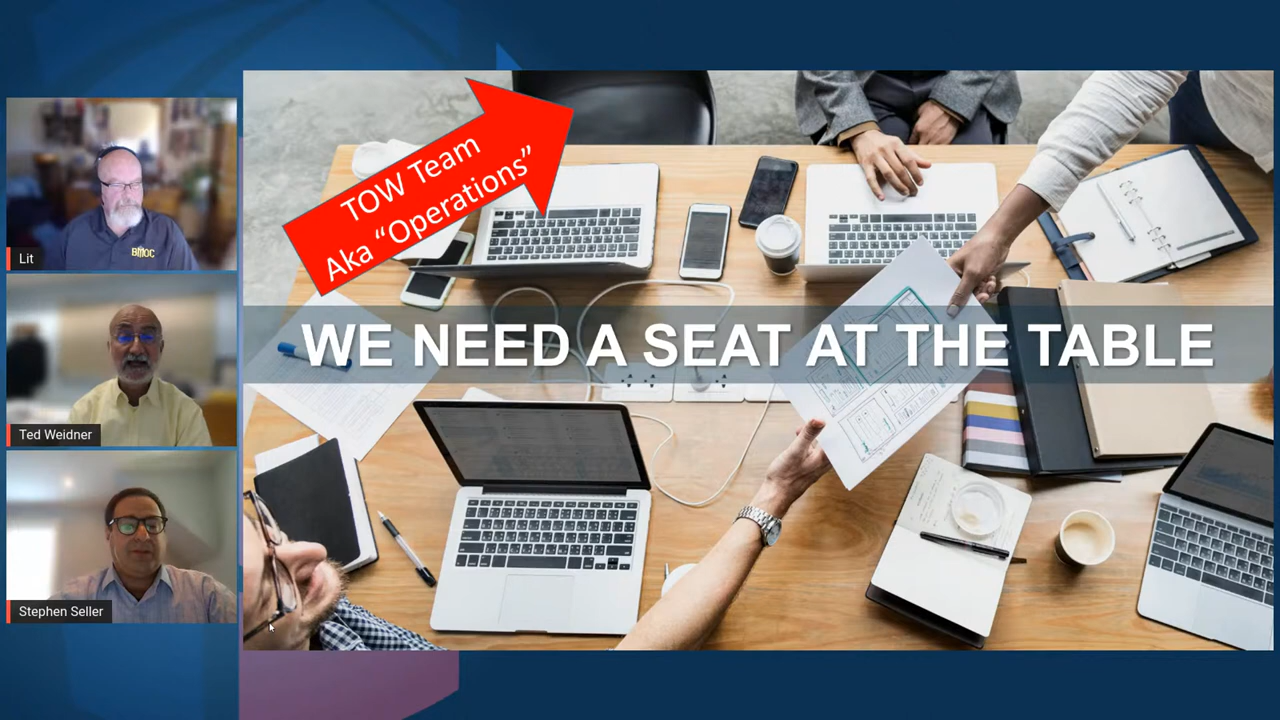 TOW Team
Aka “Operations”
WE NEED A SEAT AT THE TABLE
Lit
Ted Weidner
Stephen Seller